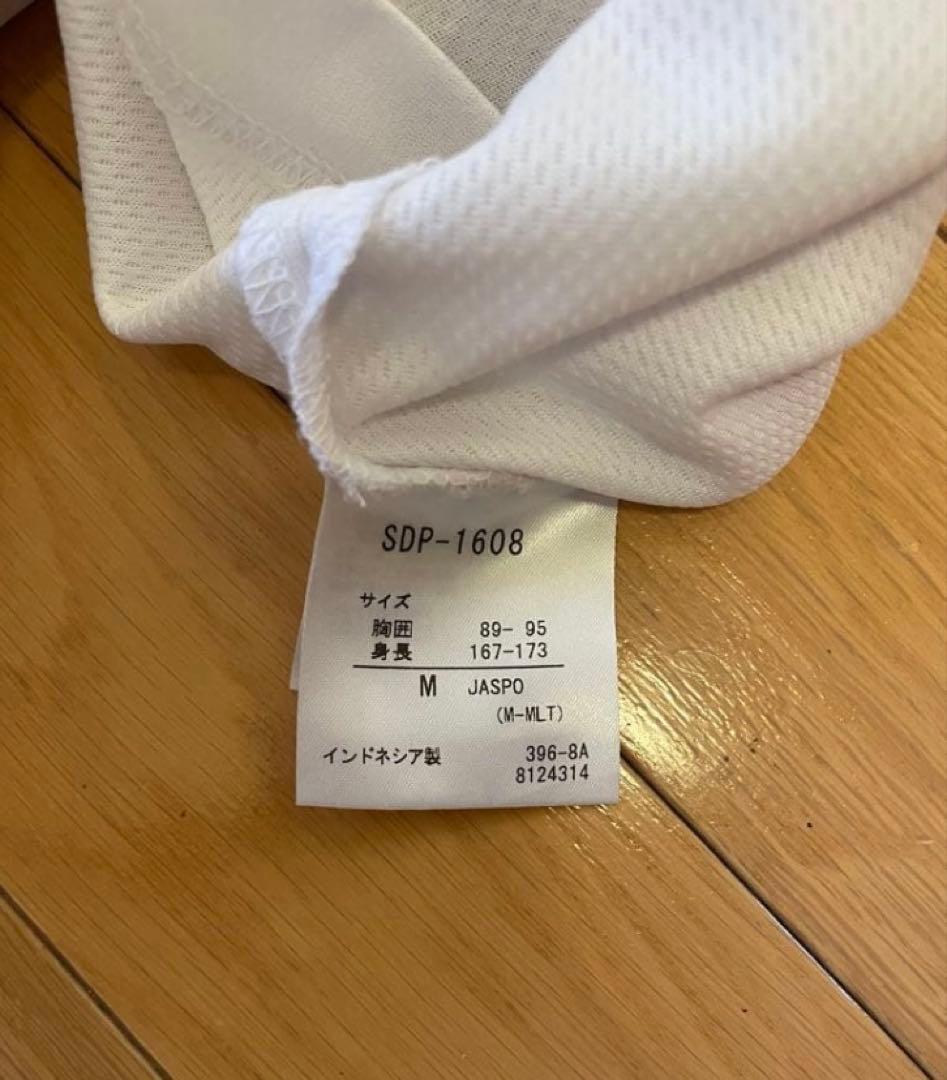 SDP-1608
サイズ
胸囲 89- 95
身長 167-173
M JASPO
(M-MLT)
インドネシア製 396-8A
8124314